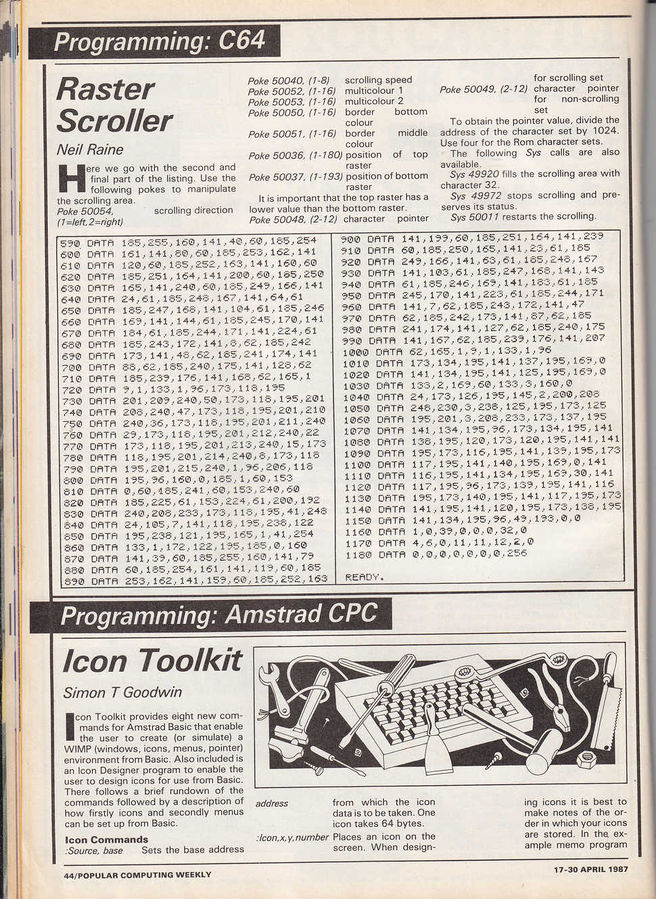 Programming: C64
Raster
Scroller
Neil Raine
Here we go with the second and
final part of the listing. Use the
following pokes to manipulate
the scrolling area.
Poke 50054, scrolling direction
(1=left, 2=right)
Poke 50040, (1-8) scrolling speed
Poke 50052, (1-16) multicolour 1
Poke 50053, (1-16) multicolour 2
Poke 50050, (1-16) border bottom
colour
Poke 50051, (1-16) border middle
colour
Poke 50036, (1-180) position of top
raster
Poke 50037, (1-193) position of bottom
raster
It is important that the top raster has a
lower value than the bottom raster.
Poke 50048, (2-12) character pointer
for scrolling set
Poke 50049, (2-12) character pointer
for non-scrolling
set
To obtain the pointer value, divide the
address of the character set by 1024.
Use four for the Rom character sets.
The following Sys calls are also
available.
Sys 49920 fills the scrolling area with
character 32.
Sys 49972 stops scrolling and pre-
serves its status.
Sys 50011 restarts the scrolling.
590 DATA 185,255,160,141,40,60,185,254
600 DATA 161,141,80,60,185,253,162,141
610 DATA 120,60,185,252,163,141,160,60
620 DATA 185,251,164,141,200,60,185,250
630 DATA 165,141,240,60,185,249,166,141
640 DATA 24,61,185,248,167,141,64,61
650 DATA 185,247,168,141,104,61,185,246
660 DATA 169,141,144,61,185,245,170,141
670 DATA 184,61,185,244,171,141,224,61
680 DATA 185,243,172,141,8,62,185,242
690 DATA 173,141,48,62,185,241,174,141
700 DATA 88,62,185,240,175,141,128,62
710 DATA 185,239,176,141,168,62,165,1
720 DATA 9,1,133,1,96,173,118,195
730 DATA 201,209,240,50,173,118,195,201
740 DATA 208,240,47,173,118,195,201,210
750 DATA 240,36,173,118,195,201,211,240
760 DATA 29,173,118,195,201,212,240,22
770 DATA 173,118,195,201,213,240,15,173
780 DATA 118,195,201,214,240,8,173,118
790 DATA 195,201,215,240,1,96,206,118
800 DATA 195,96,160,0,185,1,60,153
810 DATA 0,60,185,241,60,153,240,60
820 DATA 185,225,61,153,224,61,200,192
830 DATA 240,208,233,173,118,195,41,248
840 DATA 24,105,7,141,118,195,238,122
850 DATA 195,238,121,195,165,1,41,254
860 DATA 133,1,172,122,195,185,0,160
870 DATA 141,39,60,185,255,160,141,79
880 DATA 60,185,254,161,141,119,60,185
890 DATA 253,162,141,159,60,185,252,163
900 DATA 141,199,60,185,251,164,141,239
910 DATA 60,185,250,165,141,23,61,185
920 DATA 249,166,141,63,61,185,248,167
930 DATA 141,103,61,185,247,168,141,143
940 DATA 61,185,246,169,141,183,61,185
950 DATA 245,170,141,223,61,185,244,171
960 DATA 141,7,62,185,243,172,141,47
970 DATA 62,185,242,173,141,87,62,185
980 DATA 241,174,141,127,62,185,240,175
990 DATA 141,167,62,185,239,176,141,207
1000 DATA 62,165,1,9,1,133,1,96
1010 DATA 173,134,195,141,137,195,169,0
1020 DATA 141,134,195,141,125,195,169,0
1030 DATA 133,2,169,60,133,3,160,0
1040 DATA 24,173,126,195,145,2,200,208
1050 DATA 248,230,3,238,125,195,173,125
1060 DATA 195,201,3,208,233,173,137,195
1070 DATA 141,134,195,96,173,134,195,141
1080 DATA 138,195,120,173,120,195,141,141
1090 DATA 195,173,116,195,141,139,195,173
1100 DATA 117,195,141,140,195,169,0,141
1110 DATA 116,195,141,134,195,169,30,141
1120 DATA 117,195,96,173,139,195,141,116
1130 DATA 195,173,140,195,141,117,195,173
1140 DATA 141,195,141,120,195,173,138,195
1150 DATA 141,134,195,96,49,193,0,0
1160 DATA 1,0,39,0,0,0,32,0
1170 DATA 4,6,0,11,11,12,2,0
1180 DATA 0,0,0,0,0,0,0,256
READY.
Programming: Amstrad CPC
Icon Toolkit
Simon T Goodwin
Icon Toolkit provides eight new com-
mands for Amstrad Basic that enable
the user to create (or simulate) a
WIMP (windows, icons, menus, pointer)
environment from Basic. Also included is
an Icon Designer program to enable the
user to design icons for use from Basic.
There follows a brief rundown of the
commands followed by a description of
how firstly icons and secondly menus
can be set up from Basic.
Icon Commands
:Source, base Sets the base address
address from which the icon
data is to be taken. One
icon takes 64 bytes.
:Icon,x,y,number Places an icon on the
screen. When design-
ing icons it is best to
make notes of the or-
der in which your icons
are stored. In the ex-
ample memo program
44/POPULAR COMPUTING WEEKLY
17-30 APRIL 1987